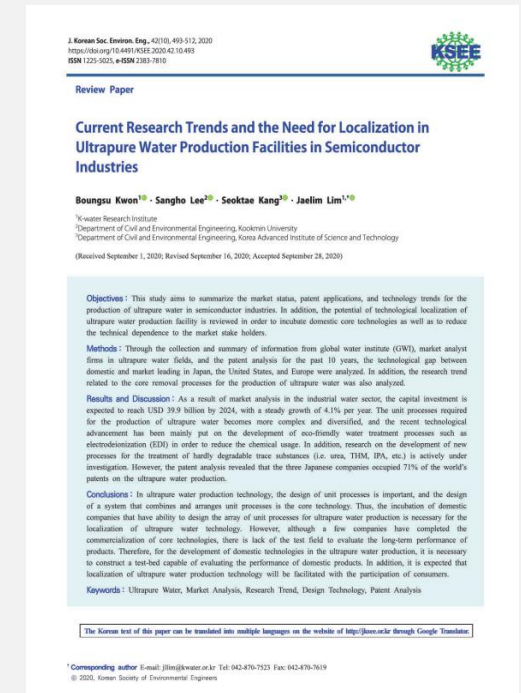 J. Korean Soc. Environ. Eng., 42(10), 493-512, 2020
https://doi.org/10.4491/KSEE.2020.42.10.493
ISSN 1225-5025, e-ISSN 2383-7810
KSEE
Review Paper
Current Research Trends and the Need for Localization in
Ultrapure Water Production Facilities in Semiconductor
Industries
Boungsu Kwon1 · Sangho Lee2 · Seoktae Kang3 · Jaelim Lim1,†
1K-water Research Institute
2Department of Civil and Environmental Engineering, Kookmin University
3Department of Civil and Environmental Engineering, Korea Advanced Institute of Science and Technology
(Received September 1, 2020; Revised September 16, 2020; Accepted September 28, 2020)
Objectives : This study aims to summarize the market status, patent applications, and technology trends for the
production of ultrapure water in semiconductor industries. In addition, the potential of technological localization of
ultrapure water production facility is reviewed in order to incubate domestic core technologies as well as to reduce
the technical dependence to the market stake holders.
Methods : Through the collection and summary of information from global water institute (GWI), market analyst
firms in ultrapure water fields, and the patent analysis for the past 10 years, the technological gap between
domestic and market leading in Japan, the United States, and Europe were analyzed. In addition, the research trend
related to the core removal processes for the production of ultrapure water was also analyzed.
Results and Discussion : As a result of market analysis in the industrial water sector, the capital investment is
expected to reach USD 39.9 billion by 2024, with a steady growth of 4.1% per year. The unit processes required
for the production of ultrapure water becomes more complex and diversified, and the recent technological
advancement has been mainly put on the development of eco-friendly water treatment processes such as
electrodeionization (EDI) in order to reduce the chemical usage. In addition, research on the development of new
processes for the treatment of hardly degradable trace substances (i.e. urea, THM, IPA, etc.) is actively under
investigation. However, the patent analysis revealed that the three Japanese companies occupied 71% of the world's
patents on the ultrapure water production.
Conclusions : In ultrapure water production technology, the design of unit processes is important, and the design
of a system that combines and arranges unit processes is the core technology. Thus, the incubation of domestic
companies that have ability to design the array of unit processes for ultrapure water production is necessary for the
localization of ultrapure water technology. However, although a few companies have completed the
commercialization of core technologies, there is lack of the test field to evaluate the long-term performance of
products. Therefore, for the development of domestic technologies in the ultrapure water production, it is necessary
to construct a test-bed capable of evaluating the performance of domestic products. In addition, it is expected that
localization of ultrapure water production technology will be facilitated with the participation of consumers.
Keywords : Ultrapure Water, Market Analysis, Research Trend, Design Technology, Patent Analysis
The Korean text of this paper can be translated into multiple languages on the website of http://jksee.or.kr through Google Translator.
† Corresponding author E-mail: jllim@kwater.or.kr Tel: 042-870-7523 Fax: 042-870-7619
© 2020, Korean Society of Environmental Engineers